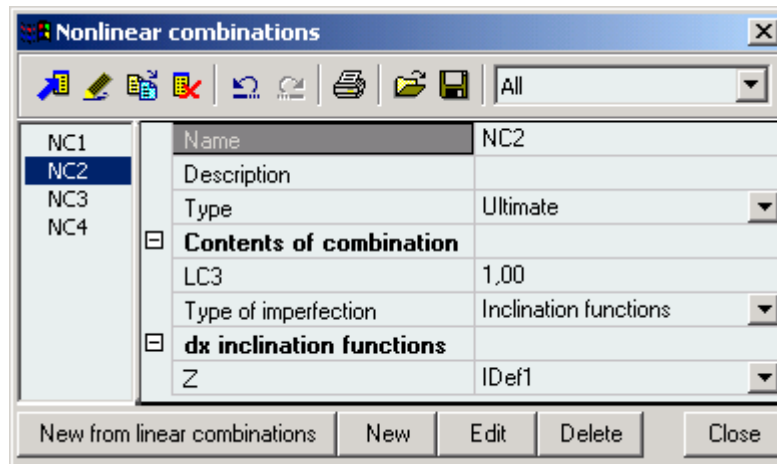 Nonlinear combinations
All
NC1
NC2
NC3
NC4
Name NC2
Description
Type Ultimate
Contents of combination
LC3 1,00
Type of imperfection Inclination functions
dx inclination functions
Z IDef1
New from linear combinations New Edit Delete Close